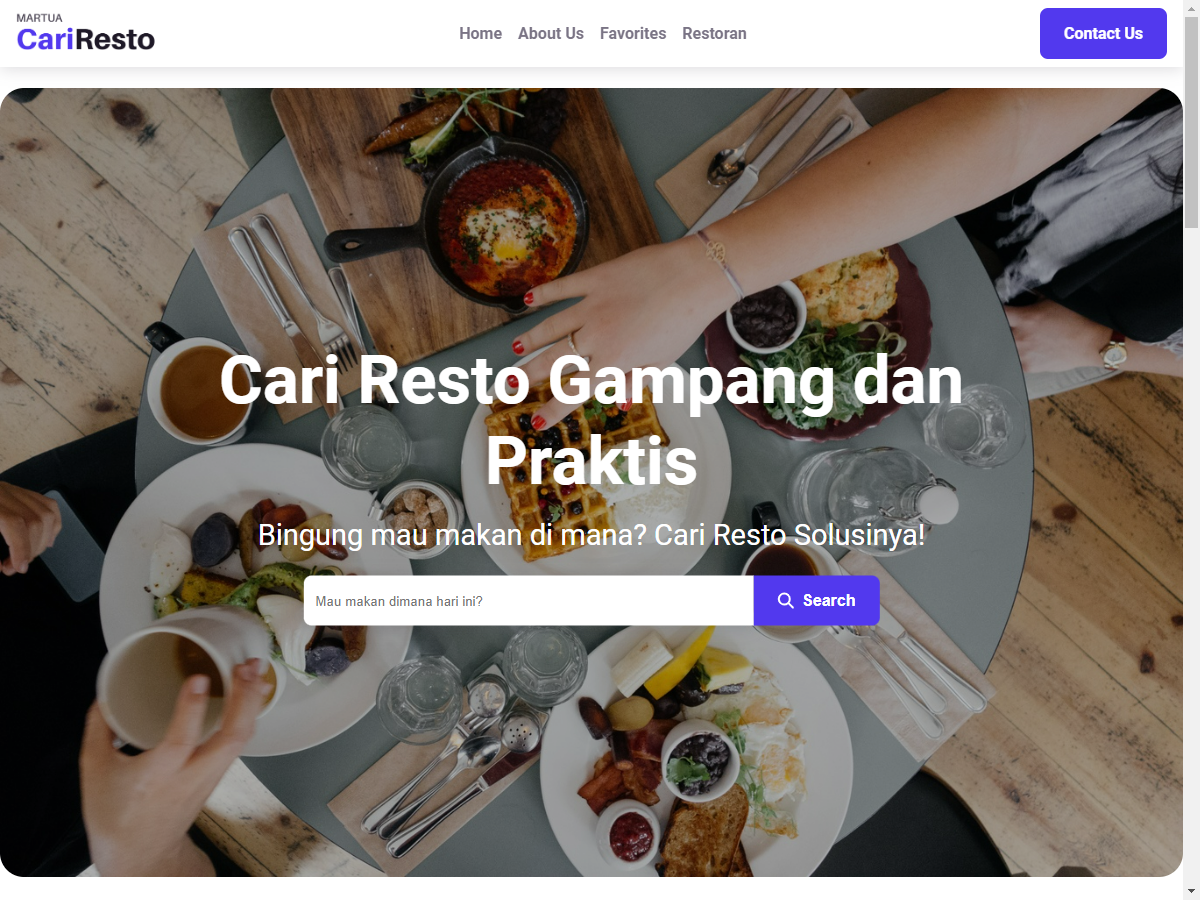 MARTUA
CariResto
Home About Us Favorites Restoran
Contact Us
Cari Resto Gampang dan
Praktis
Bingung mau makan di mana? Cari Resto Solusinya!
Mau makan dimana hari ini?
Search